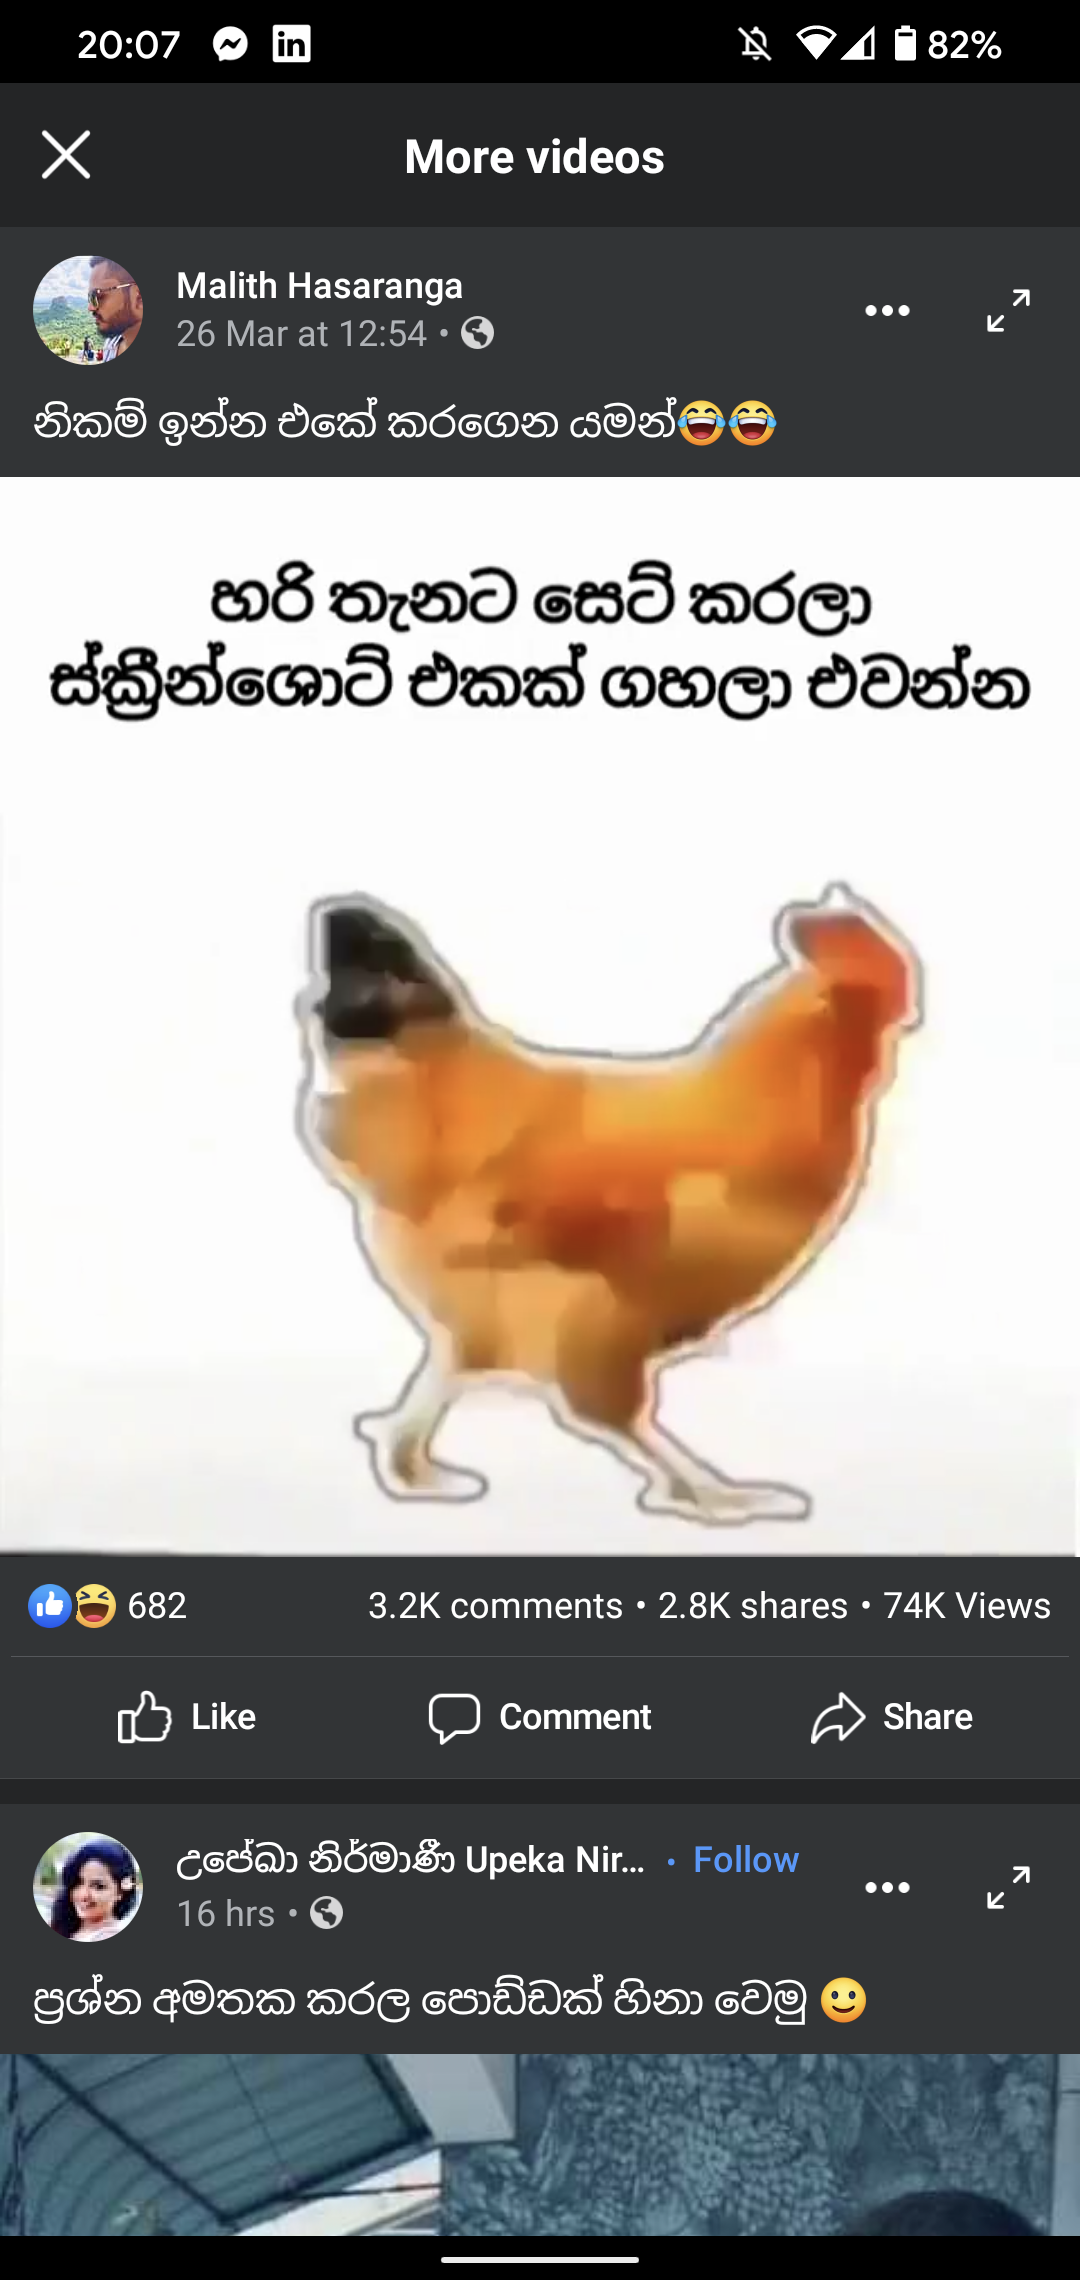 20:07
82%
More videos
Malith Hasaranga
26 Mar at 12:54 •
නිකම් ඉන්න එකේ කරගෙන යමන්😂😂
හරි තැනට සෙට් කරලා
ස්ක්‍රීන්ශොට් එකක් ගහලා එවන්න
682
3.2K comments • 2.8K shares • 74K Views
Like
Comment
Share
උපේඛා නිර්මාණී Upeka Nir... • Follow
16 hrs •
ප්‍රශ්න අමතක කරල පොඩ්ඩක් හිනා වෙමු 🙂